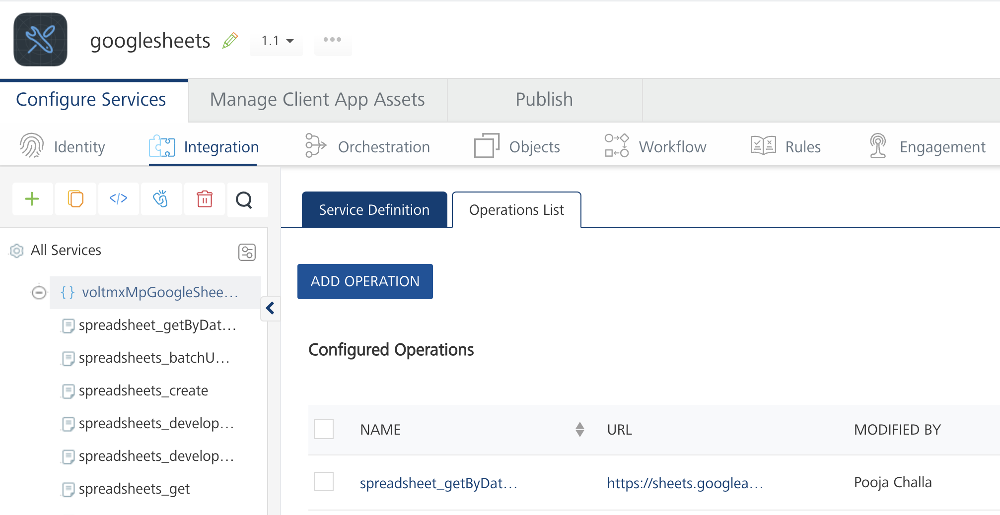 googlesheets
1.1
Configure Services
Manage Client App Assets
Publish
Identity
Integration
Orchestration
Objects
Workflow
Rules
Engagement
Service Definition
Operations List
All Services
{ } voltmxMpGoogleShee...
spreadsheet_getByDat...
spreadsheets_batchU...
spreadsheets_create
spreadsheets_develop...
spreadsheets_develop...
spreadsheets_get
ADD OPERATION
Configured Operations
NAME
URL
MODIFIED BY
spreadsheet_getByDat...
https://sheets.googlea...
Pooja Challa